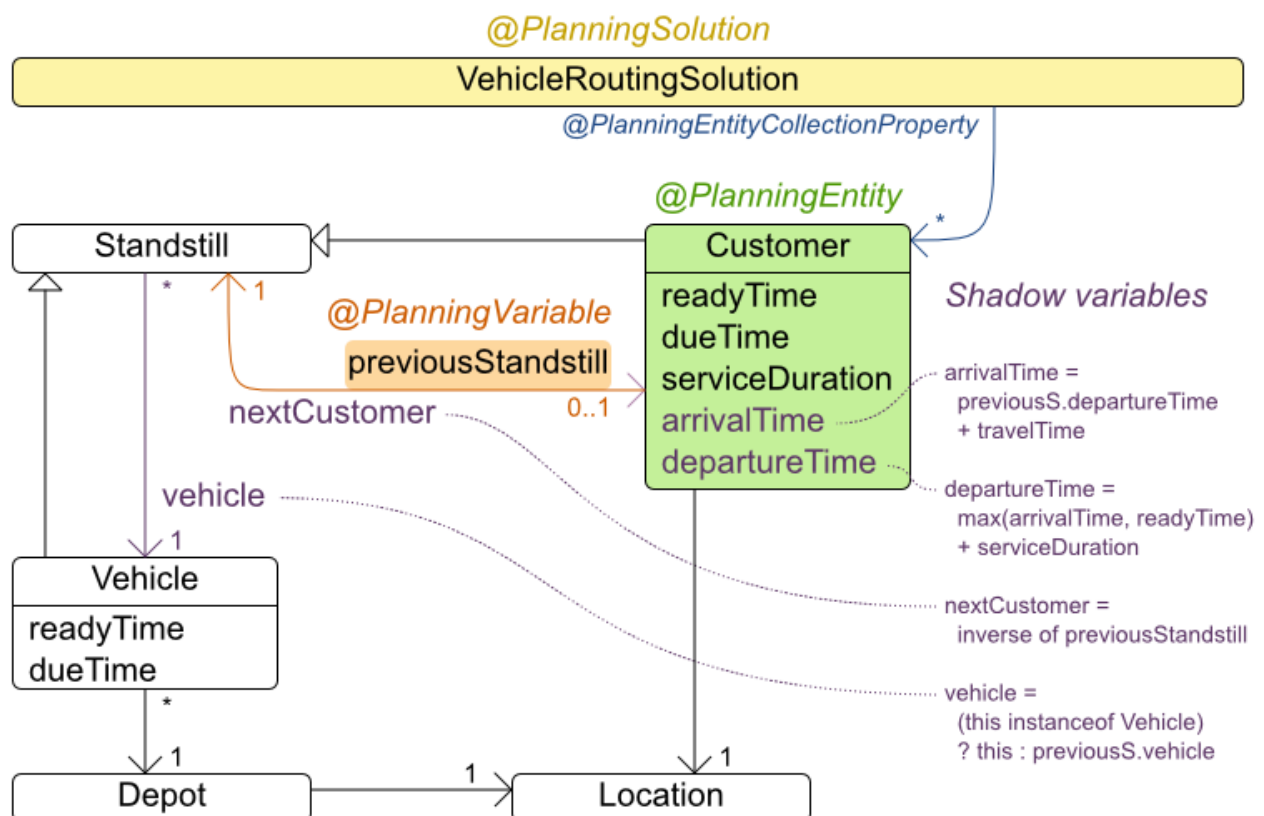 @PlanningSolution
VehicleRoutingSolution
@PlanningEntityCollectionProperty
@PlanningEntity
*
Standstill
Customer
*
1
@PlanningVariable
previousStandstill
0..1
nextCustomer
readyTime
dueTime
serviceDuration
arrivalTime
departureTime
Shadow variables
arrivalTime =
previousS.departureTime
+ travelTime
departureTime =
max(arrivalTime, readyTime)
+ serviceDuration
nextCustomer =
inverse of previousStandstill
vehicle =
(this instanceof Vehicle)
? this : previousS.vehicle
vehicle
1
Vehicle
readyTime
dueTime
*
1
Depot
1
1
Location